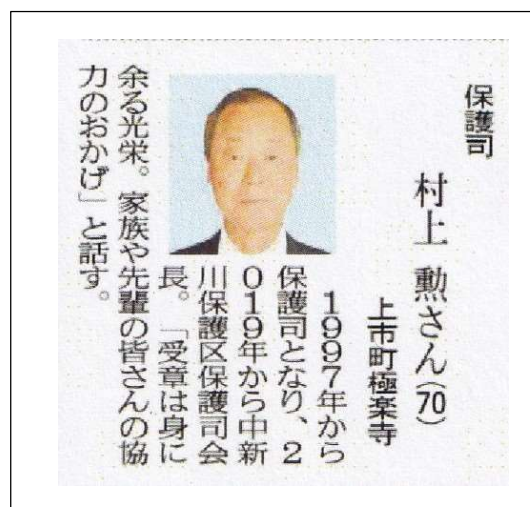 保護司
村上 勲さん(70)
上市町極楽寺
1997年から
保護司となり、2
019年から中新
川保護区保護司会
長。「受章は身に
余る光栄。家族や先輩の皆さんの協
力のおかげ」と話す。